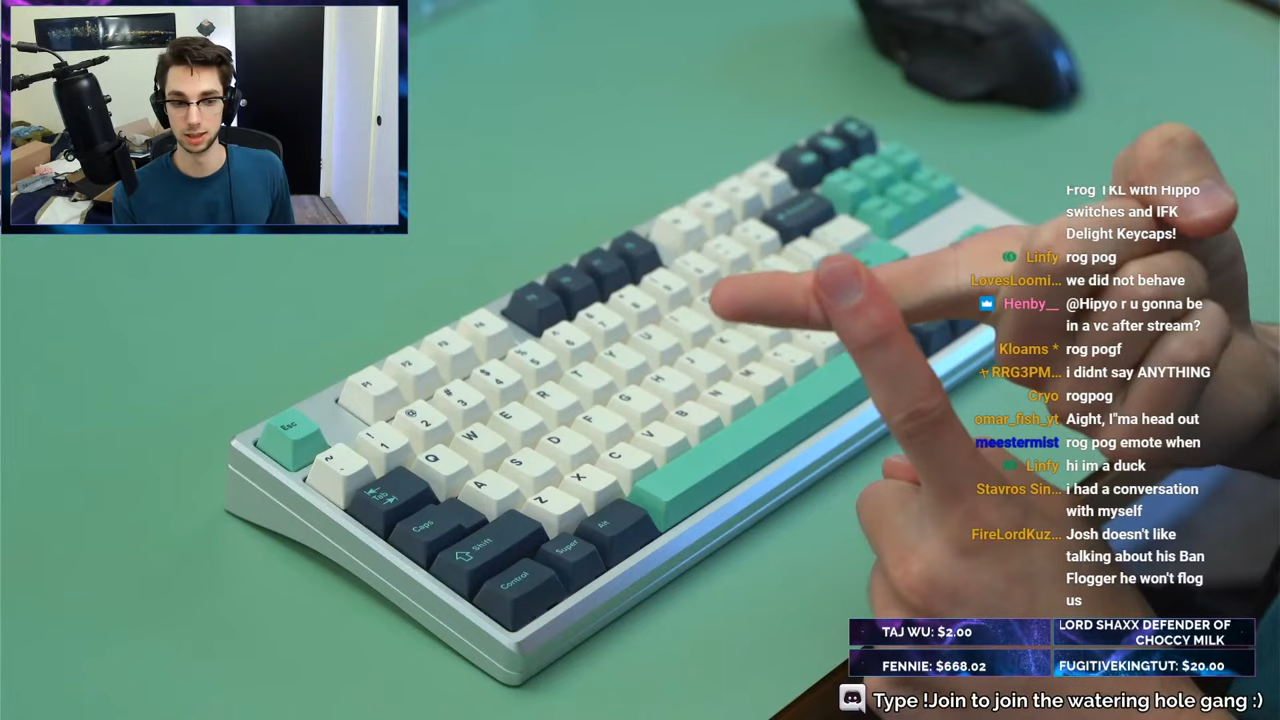 Frog TKL with Hippo
switches and IFK
Delight Keycaps!
Linfy rog pog
LovesLoomi... we did not behave
Henby__ @Hipyo r u gonna be
in a vc after stream?
Kloams * rog pogf
RRG3PM... i didnt say ANYTHING
Cryo rogpog
omar_fish_yt Aight, I"ma head out
meestermist rog pog emote when
Linfy hi im a duck
Stavros Sin... i had a conversation
with myself
FireLordKuz... Josh doesn't like
talking about his Ban
Flogger he won't flog
us
TAJ WU: $2.00
LORD SHAXX DEFENDER OF
CHOCCY MILK
FENNIE: $668.02
FUGITIVEKINGTUT: $20.00
Type !Join to join the watering hole gang :)
Esc
~ ! 1 @ 2 # 3 $ 4
Tab Q W E R T Y U
Caps A S D F G H J K
Shift Z X C V B N M
Control Super Alt